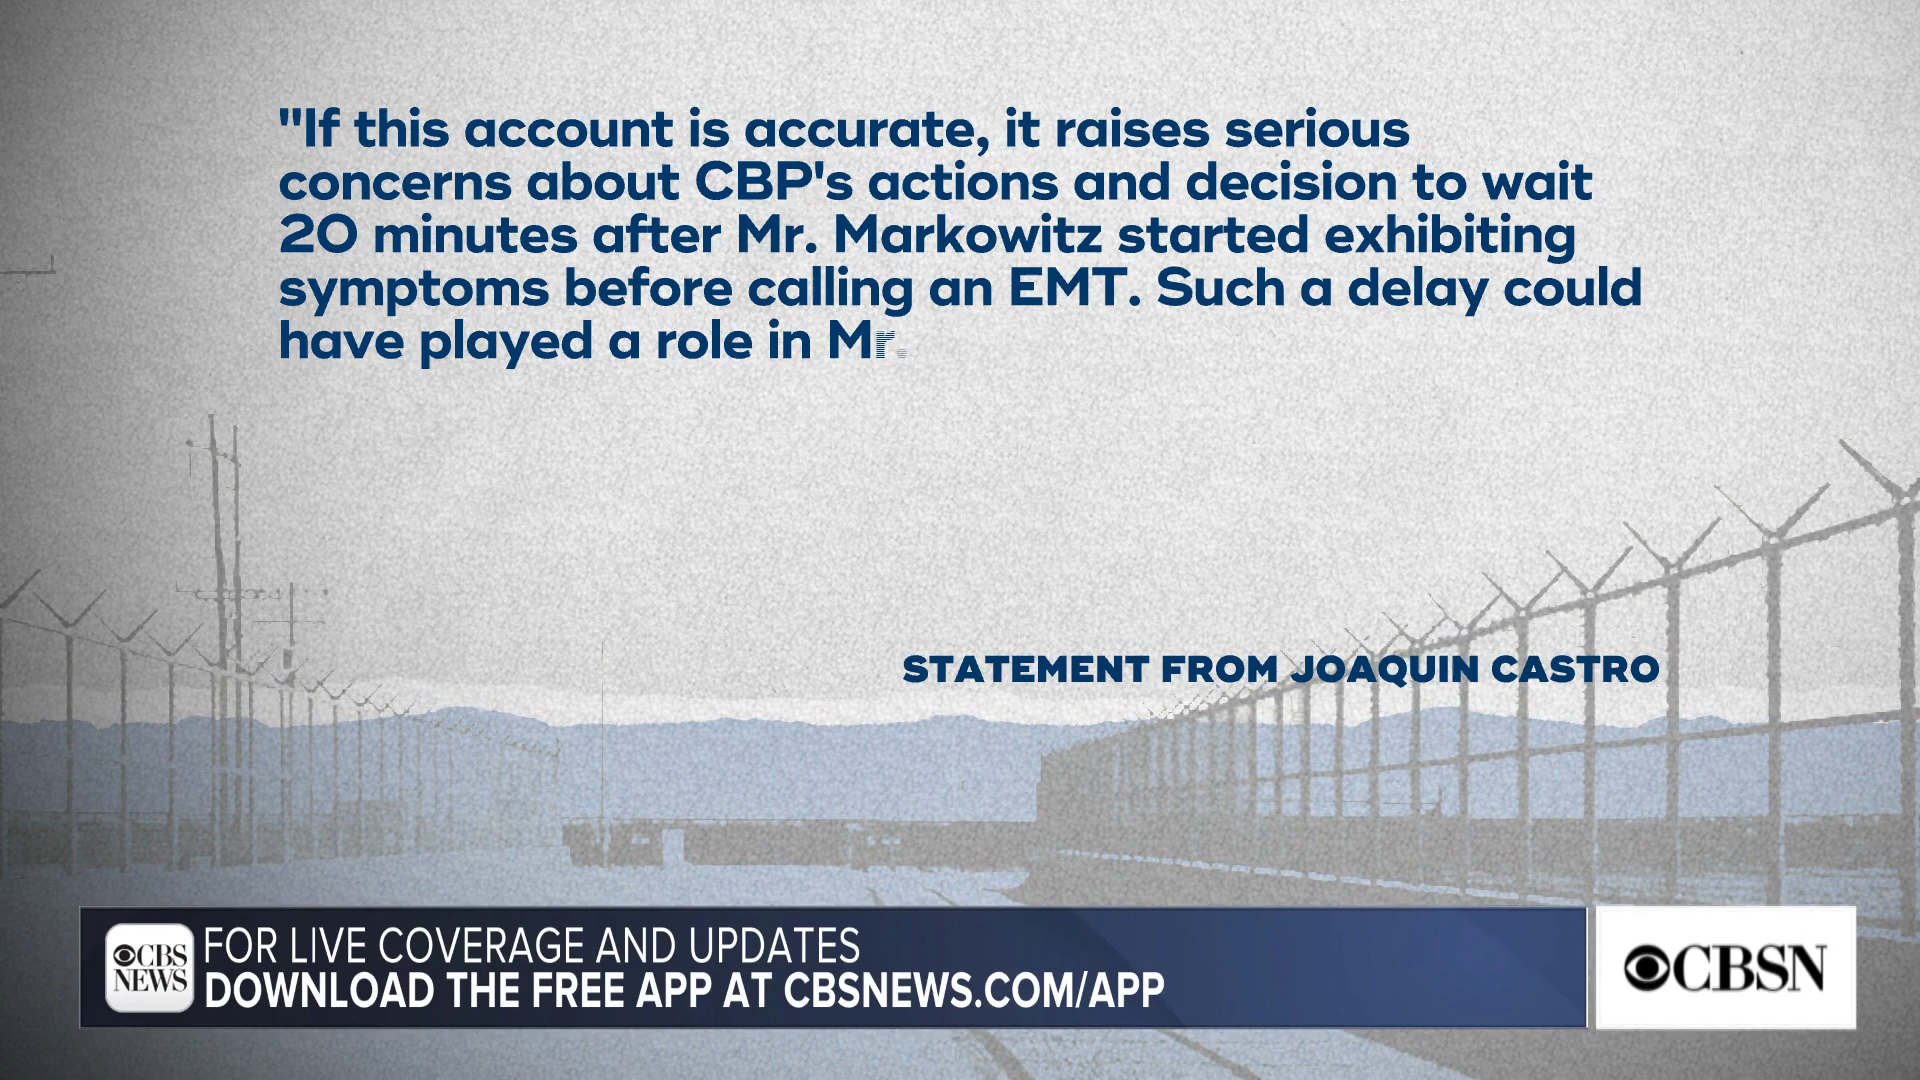 "If this account is accurate, it raises serious
concerns about CBP's actions and decision to wait
20 minutes after Mr. Markowitz started exhibiting
symptoms before calling an EMT. Such a delay could
have played a role in Mr.
STATEMENT FROM JOAQUIN CASTRO
CBS NEWS
FOR LIVE COVERAGE AND UPDATES
DOWNLOAD THE FREE APP AT CBSNEWS.COM/APP
CBSN